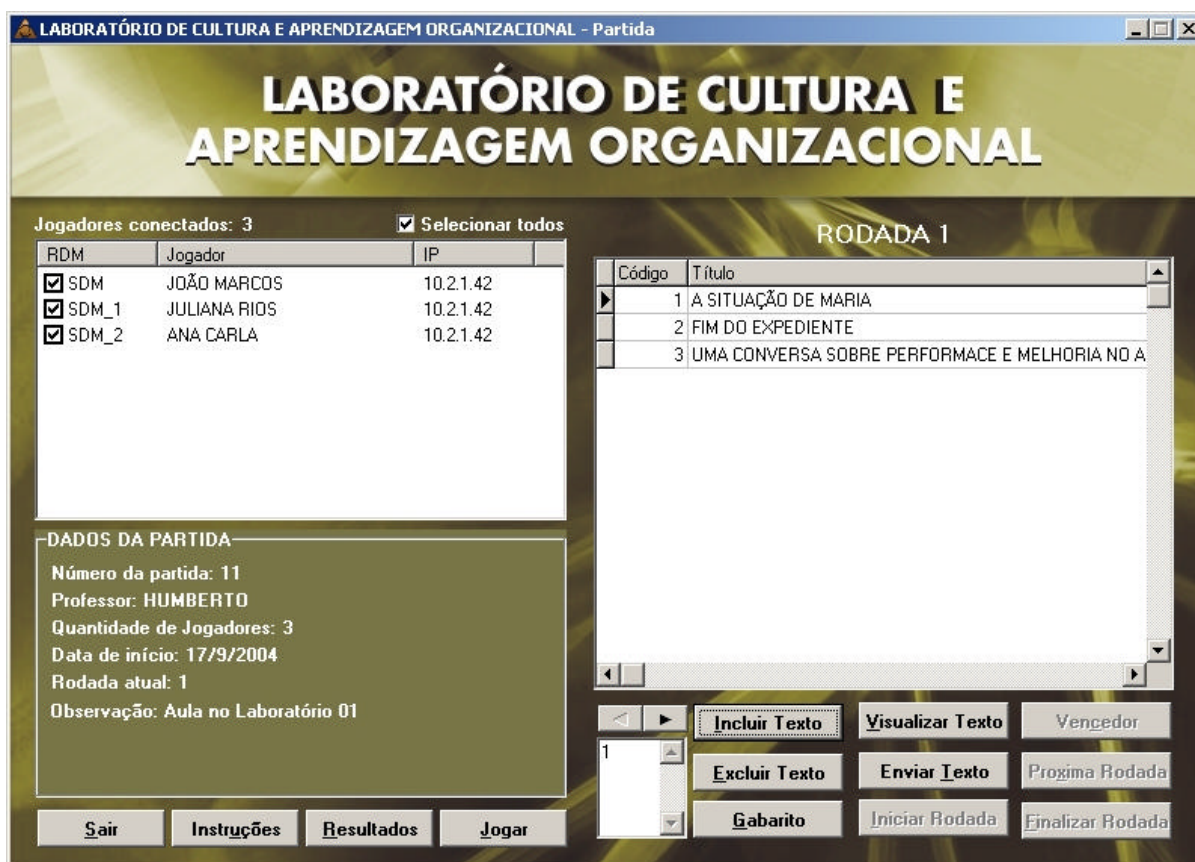 LABORATÓRIO DE CULTURA E APRENDIZAGEM ORGANIZACIONAL - Partida
LABORATÓRIO DE CULTURA E
APRENDIZAGEM ORGANIZACIONAL
Jogadores conectados: 3
Selecionar todos
RDM Jogador IP
SDM JOÃO MARCOS 10.2.1.42
SDM_1 JULIANA RIOS 10.2.1.42
SDM_2 ANA CARLA 10.2.1.42
DADOS DA PARTIDA
Número da partida: 11
Professor: HUMBERTO
Quantidade de Jogadores: 3
Data de início: 17/9/2004
Rodada atual: 1
Observação: Aula no Laboratório 01
Sair Instruções Resultados Jogar
RODADA 1
Código Título
1 A SITUAÇÃO DE MARIA
2 FIM DO EXPEDIENTE
3 UMA CONVERSA SOBRE PERFORMACE E MELHORIA NO A
1
Incluir Texto Visualizar Texto Vencedor
Excluir Texto Enviar Texto Proxima Rodada
Gabarito Iniciar Rodada Finalizar Rodada